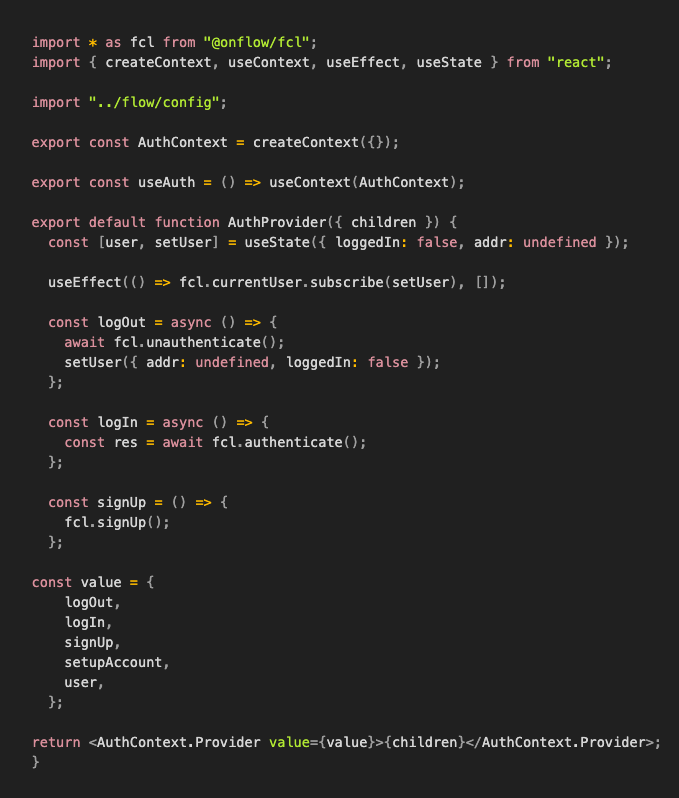 import * as fcl from "@onflow/fcl";
import { createContext, useContext, useEffect, useState } from "react";
import "../flow/config";
export const AuthContext = createContext({});
export const useAuth = () => useContext(AuthContext);
export default function AuthProvider({ children }) {
  const [user, setUser] = useState({ loggedIn: false, addr: undefined });
  useEffect(() => fcl.currentUser.subscribe(setUser), []);
  const logOut = async () => {
    await fcl.unauthenticate();
    setUser({ addr: undefined, loggedIn: false });
  };
  const logIn = async () => {
    const res = await fcl.authenticate();
  };
  const signUp = () => {
    fcl.signUp();
  };
const value = {
    logOut,
    logIn,
    signUp,
    setupAccount,
    user,
  };
return <AuthContext.Provider value={value}>{children}</AuthContext.Provider>;
}